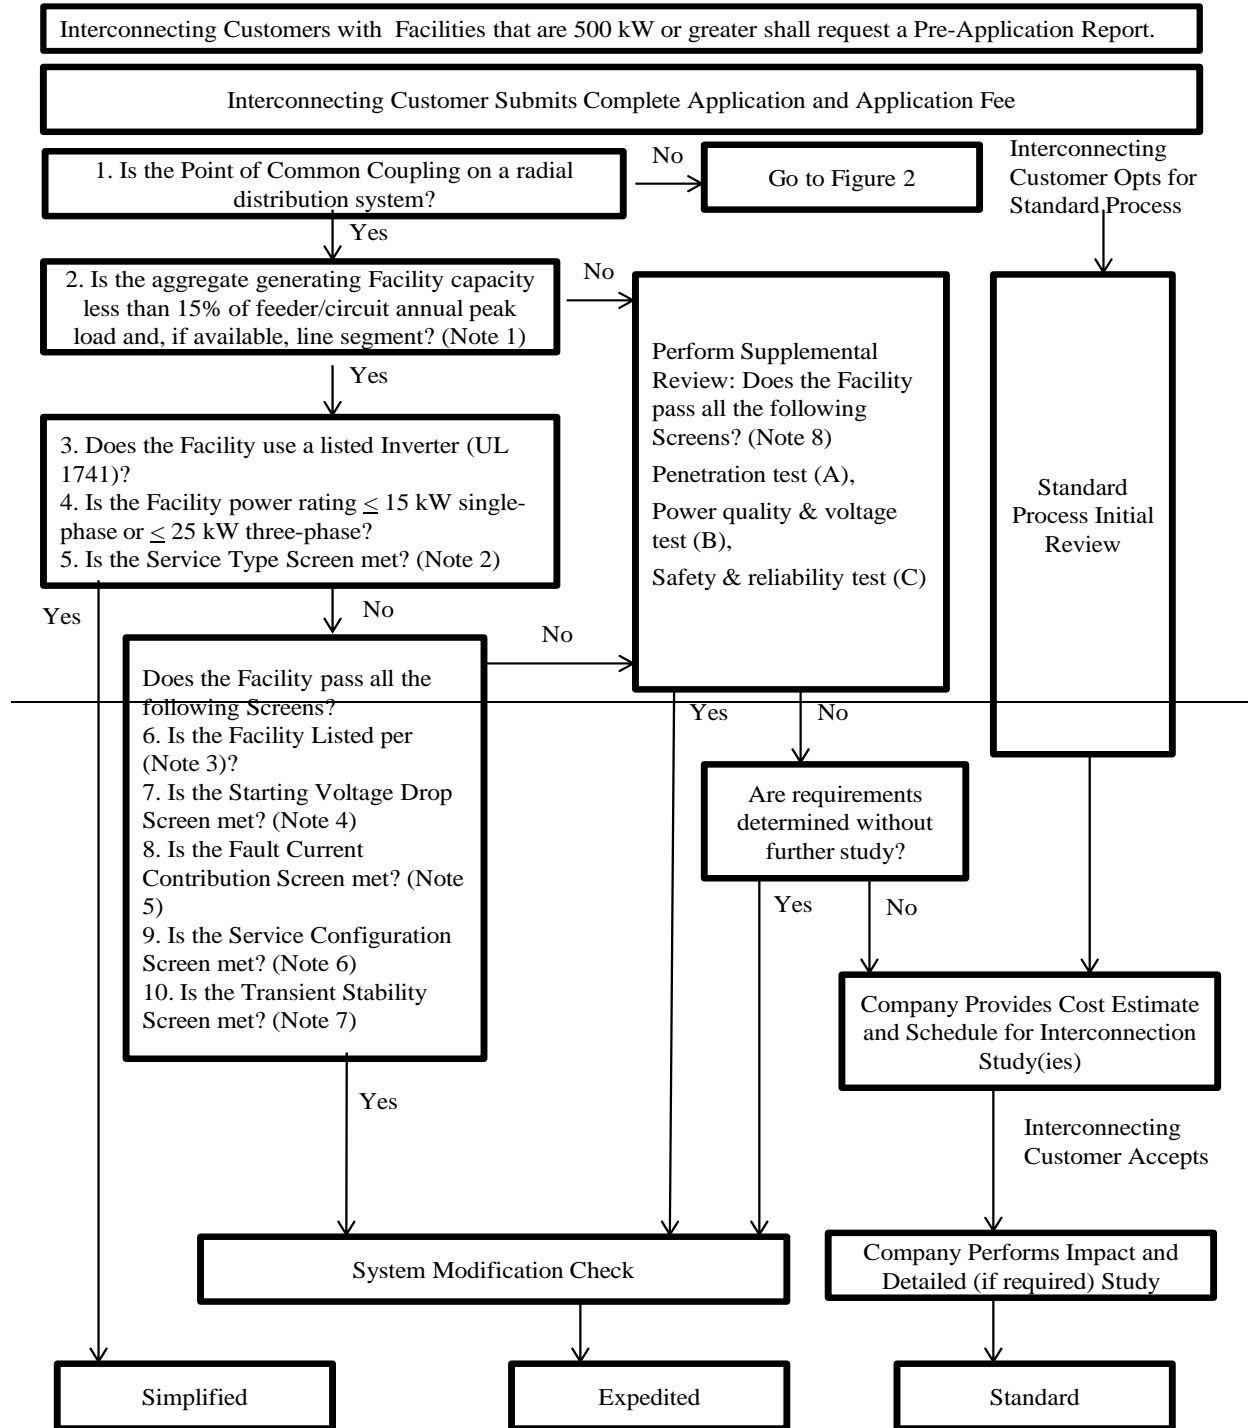 Interconnecting Customers with Facilities that are 500 kW or greater shall request a Pre-Application Report.
Interconnecting Customer Submits Complete Application and Application Fee
1. Is the Point of Common Coupling on a radial
distribution system?
No
Go to Figure 2
Interconnecting
Customer Opts for
Standard Process
Yes
2. Is the aggregate generating Facility capacity
less than 15% of feeder/circuit annual peak
load and, if available, line segment? (Note 1)
No
Yes
3. Does the Facility use a listed Inverter (UL
1741)?
4. Is the Facility power rating ≤ 15 kW single-
phase or ≤ 25 kW three-phase?
5. Is the Service Type Screen met? (Note 2)
Perform Supplemental
Review: Does the Facility
pass all the following
Screens? (Note 8)
Penetration test (A),
Power quality & voltage
test (B),
Safety & reliability test (C)
Standard
Process Initial
Review
Yes
No
No
Does the Facility pass all the
following Screens?
6. Is the Facility Listed per
(Note 3)?
7. Is the Starting Voltage Drop
Screen met? (Note 4)
8. Is the Fault Current
Contribution Screen met? (Note
5)
9. Is the Service Configuration
Screen met? (Note 6)
10. Is the Transient Stability
Screen met? (Note 7)
Yes
No
Are requirements
determined without
further study?
Yes
No
Company Provides Cost Estimate
and Schedule for Interconnection
Study(ies)
Yes
Interconnecting
Customer Accepts
System Modification Check
Company Performs Impact and
Detailed (if required) Study
Simplified
Expedited
Standard